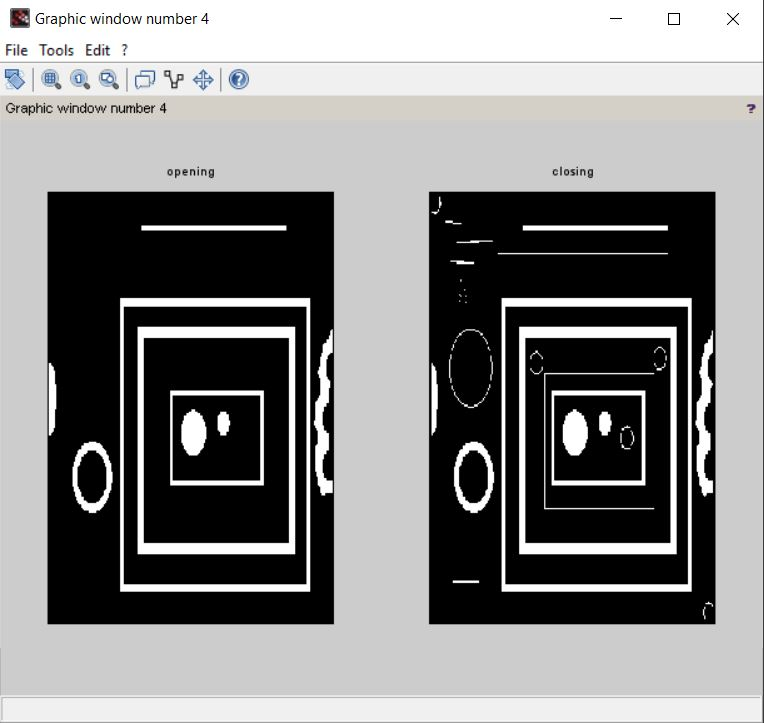 Graphic window number 4
File Tools Edit ?
Graphic window number 4 ?
opening closing